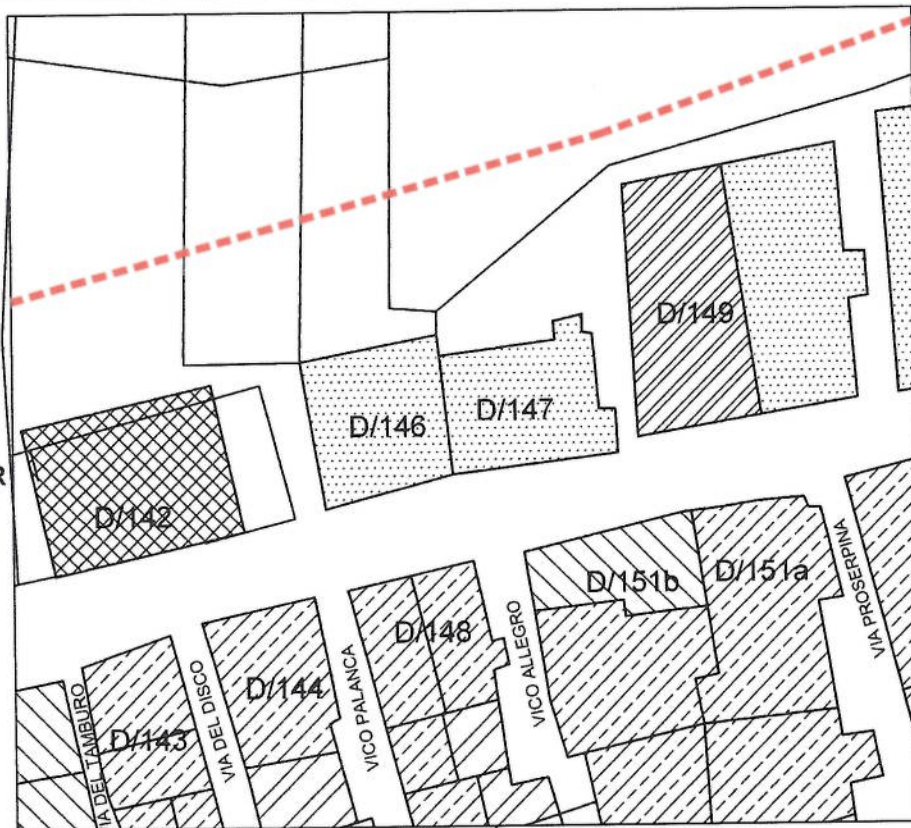 D/149
D/146
D/147
R
D/142
D/151b
D/151a
D/148
D/144
D/143
VIA DEL TAMBURO
VIA DEL DISCO
VICO PALANCA
VICO ALLEGRO
VIA PROSERPINA